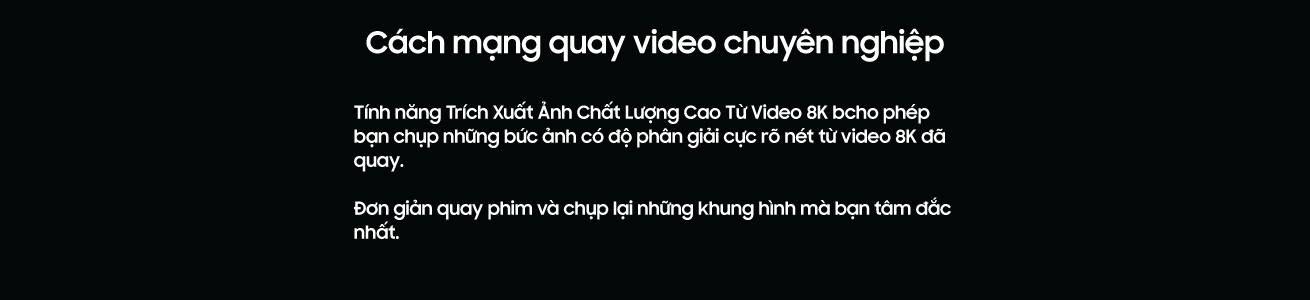 Cách mạng quay video chuyên nghiệp
Tính năng Trích Xuất Ảnh Chất Lượng Cao Từ Video 8K bcho phép
bạn chụp những bức ảnh có độ phân giải cực rõ nét từ video 8K đã
quay.
Đơn giản quay phim và chụp lại những khung hình mà bạn tâm đắc
nhất.